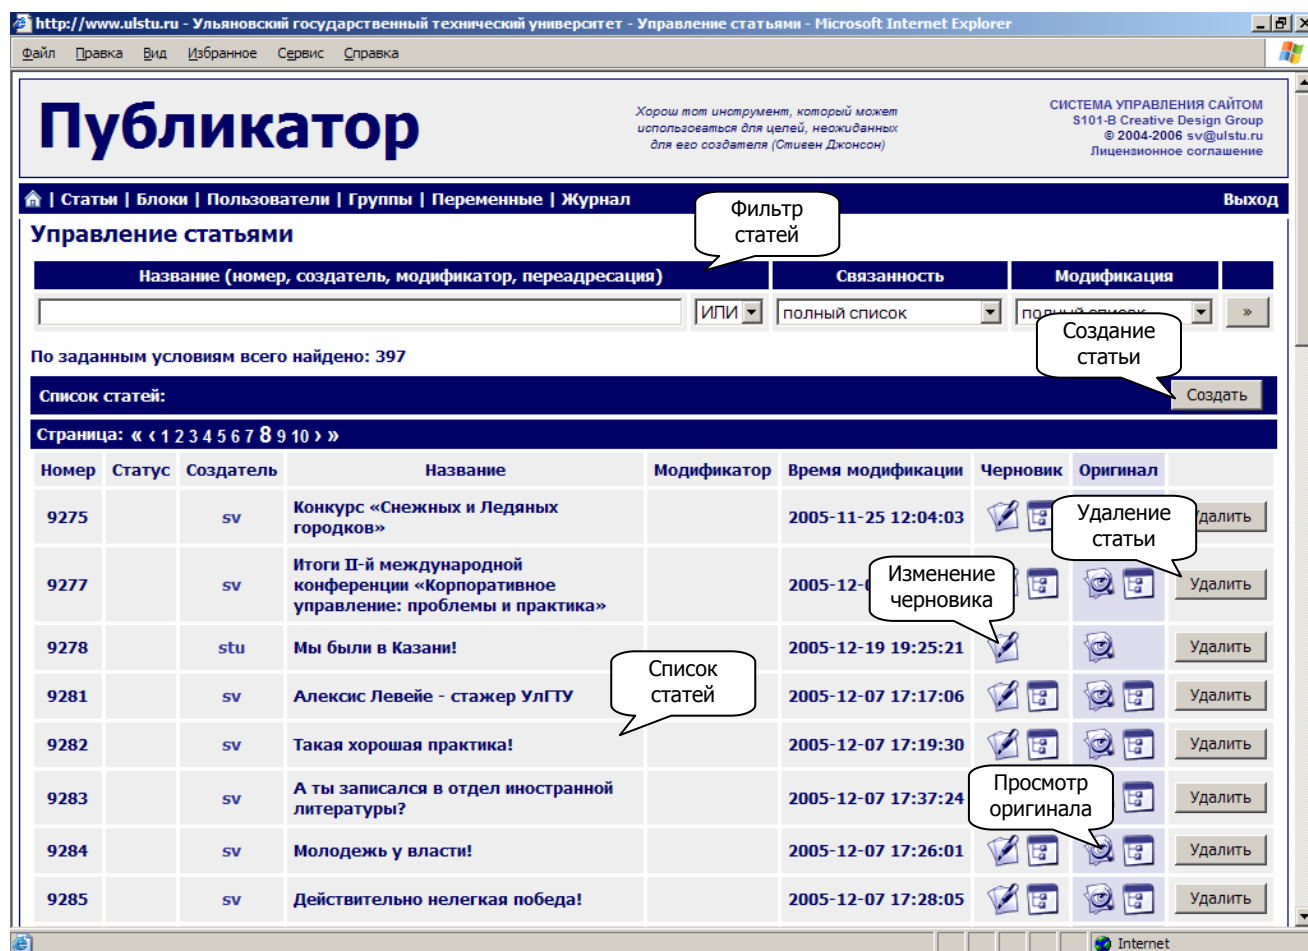 http://www.ulstu.ru - Ульяновский государственный технический университет - Управление статьями - Microsoft Internet Explorer
Файл Правка Вид Избранное Сервис Справка
Публикатор
Хорош тот инструмент, который может
использоваться для целей, неожиданных
для его создателя (Стивен Джонсон)
СИСТЕМА УПРАВЛЕНИЯ САЙТОМ
S101-B Creative Design Group
© 2004-2006 sv@ulstu.ru
Лицензионное соглашение
| Статьи | Блоки | Пользователи | Группы | Переменные | Журнал
Выход
Фильтр
статей
Управление статьями
Название (номер, создатель, модификатор, переадресация) Связанность Модификация
ИЛИ полный список полный список »
Создание
статьи
По заданным условиям всего найдено: 397
Список статей: Создать
Страница: « ‹ 1 2 3 4 5 6 7 8 9 10 › »
Номер Статус Создатель Название Модификатор Время модификации Черновик Оригинал
9275 sv Конкурс «Снежных и Ледяных
городков»
2005-11-25 12:04:03
Удаление
статьи
далить
9277 sv Итоги II-й международной
конференции «Корпоративное
управление: проблемы и практика»
2005-12-
Изменение
черновика
Удалить
9278 stu Мы были в Казани! 2005-12-19 19:25:21 Удалить
Список
статей
9281 sv Алексис Левейе - стажер УлГТУ 2005-12-07 17:17:06 Удалить
9282 sv Такая хорошая практика! 2005-12-07 17:19:30 Удалить
9283 sv А ты записался в отдел иностранной
литературы?
2005-12-07 17:37:24 Удалить
Просмотр
оригинала
9284 sv Молодежь у власти! 2005-12-07 17:26:01 Удалить
9285 sv Действительно нелегкая победа! 2005-12-07 17:28:05 Удалить
Internet